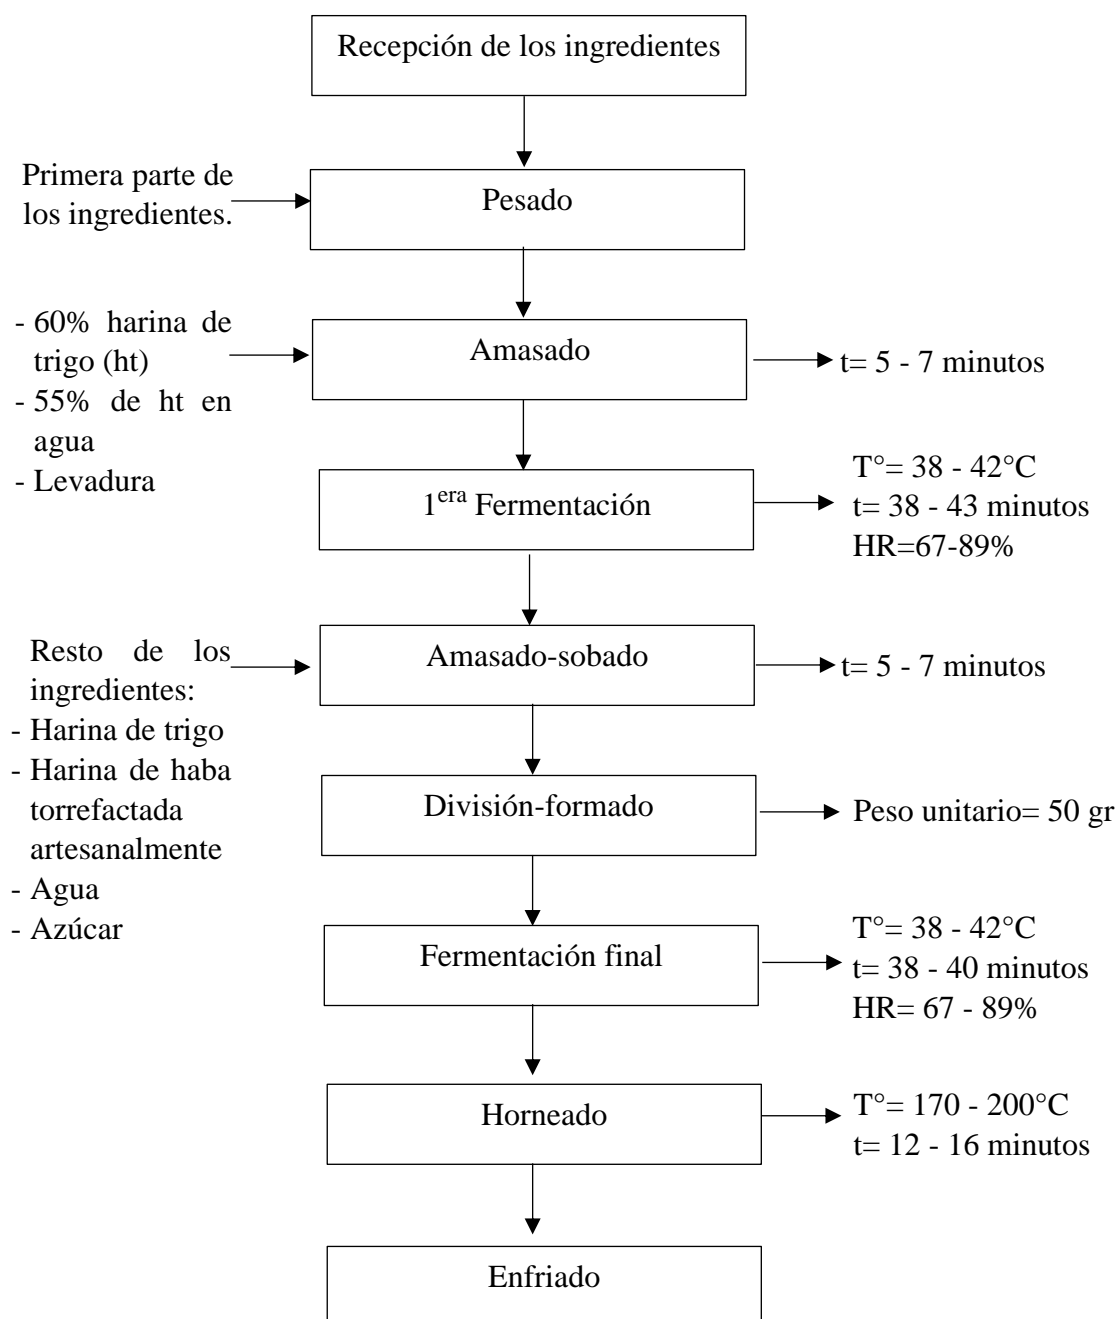 Recepción de los ingredientes
Primera parte de
los ingredientes.
Pesado
- 60% harina de
trigo (ht)
- 55% de ht en
agua
- Levadura
Amasado
t= 5 - 7 minutos
1era Fermentación
T°= 38 - 42°C
t= 38 - 43 minutos
HR=67-89%
Resto de los
ingredientes:
- Harina de trigo
- Harina de haba
torrefactada
artesanalmente
- Agua
- Azúcar
Amasado-sobado
t= 5 - 7 minutos
División-formado
Peso unitario= 50 gr
Fermentación final
T°= 38 - 42°C
t= 38 - 40 minutos
HR= 67 - 89%
Horneado
T°= 170 - 200°C
t= 12 - 16 minutos
Enfriado